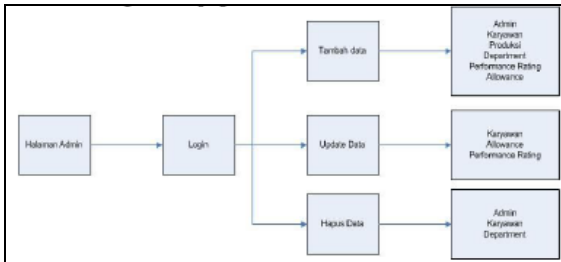 Halaman Admin
Login
Tambah data
Admin
Karyawan
Produksi
Department
Performance Rating
Allowance
Update Data
Karyawan
Allowance
Performance Rating
Hapus Data
Admin
Karyawan
Department